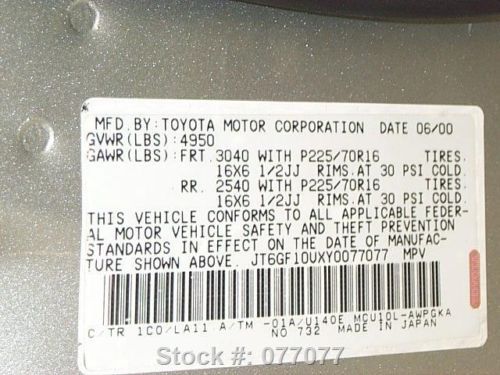 MFD. BY: TOYOTA MOTOR CORPORATION DATE 06/00
GVWR(LBS):4950
GAWR(LBS): FRT. 3040 WITH P225/70R16 TIRES.
16X6 1/2JJ RIMS.AT 30 PSI COLD.
RR. 2540 WITH P225/70R16 TIRES.
16X6 1/2JJ RIMS.AT 30 PSI COLD.
THIS VEHICLE CONFORMS TO ALL APPLICABLE FEDER-
AL MOTOR VEHICLE SAFETY AND THEFT PREVENTION
STANDARDS IN EFFECT ON THE DATE OF MANUFAC-
TURE SHOWN ABOVE. JT6GF10UXY0077077 MPV
C/TR 1C0/LA11 A/TM -01A/U140E MCU10L-AWPGKA
NO 732 MADE IN JAPAN
Stock #: 077077